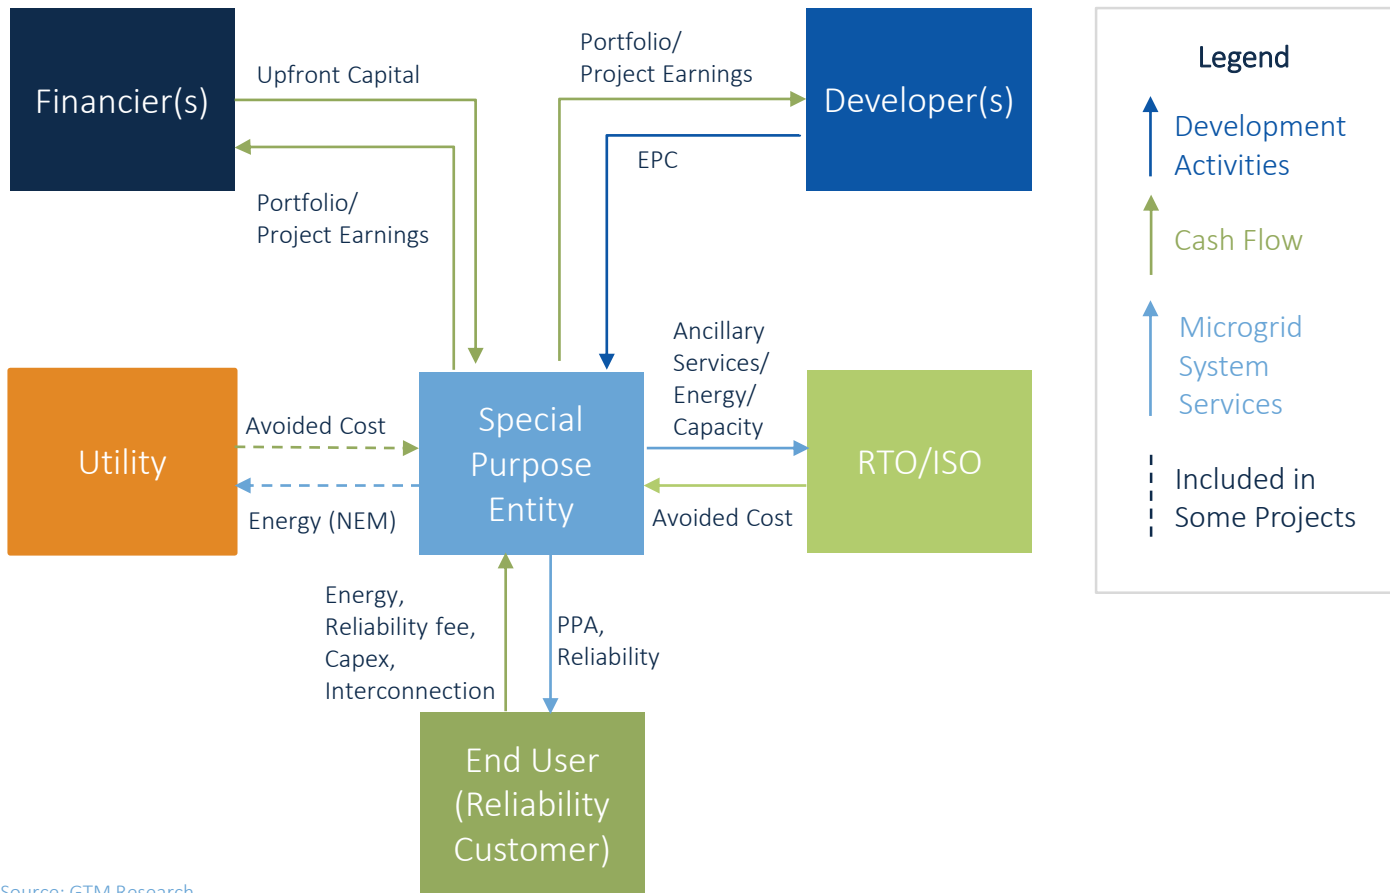 Financier(s)
Upfront Capital
Portfolio/
Project Earnings
Portfolio/
Project Earnings
Developer(s)
EPC
Utility
Avoided Cost
Energy (NEM)
Special
Purpose
Entity
Ancillary
Services/
Energy/
Capacity
Avoided Cost
RTO/ISO
Energy,
Reliability fee,
Capex,
Interconnection
PPA,
Reliability
End User
(Reliability
Customer)
Legend
Development
Activities
Cash Flow
Microgrid
System
Services
Included in
Some Projects
Source: GTM Research